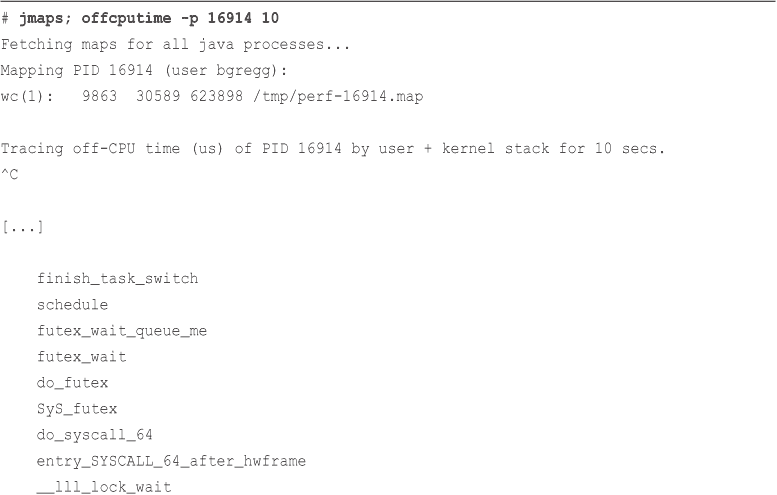 # jmaps; offcputime -p 16914 10
Fetching maps for all java processes...
Mapping PID 16914 (user bgregg):
wc(1):   9863  30589 623898 /tmp/perf-16914.map
Tracing off-CPU time (us) of PID 16914 by user + kernel stack for 10 secs.
^C
[...]
finish_task_switch
schedule
futex_wait_queue_me
futex_wait
do_futex
SyS_futex
do_syscall_64
entry_SYSCALL_64_after_hwframe
__lll_lock_wait